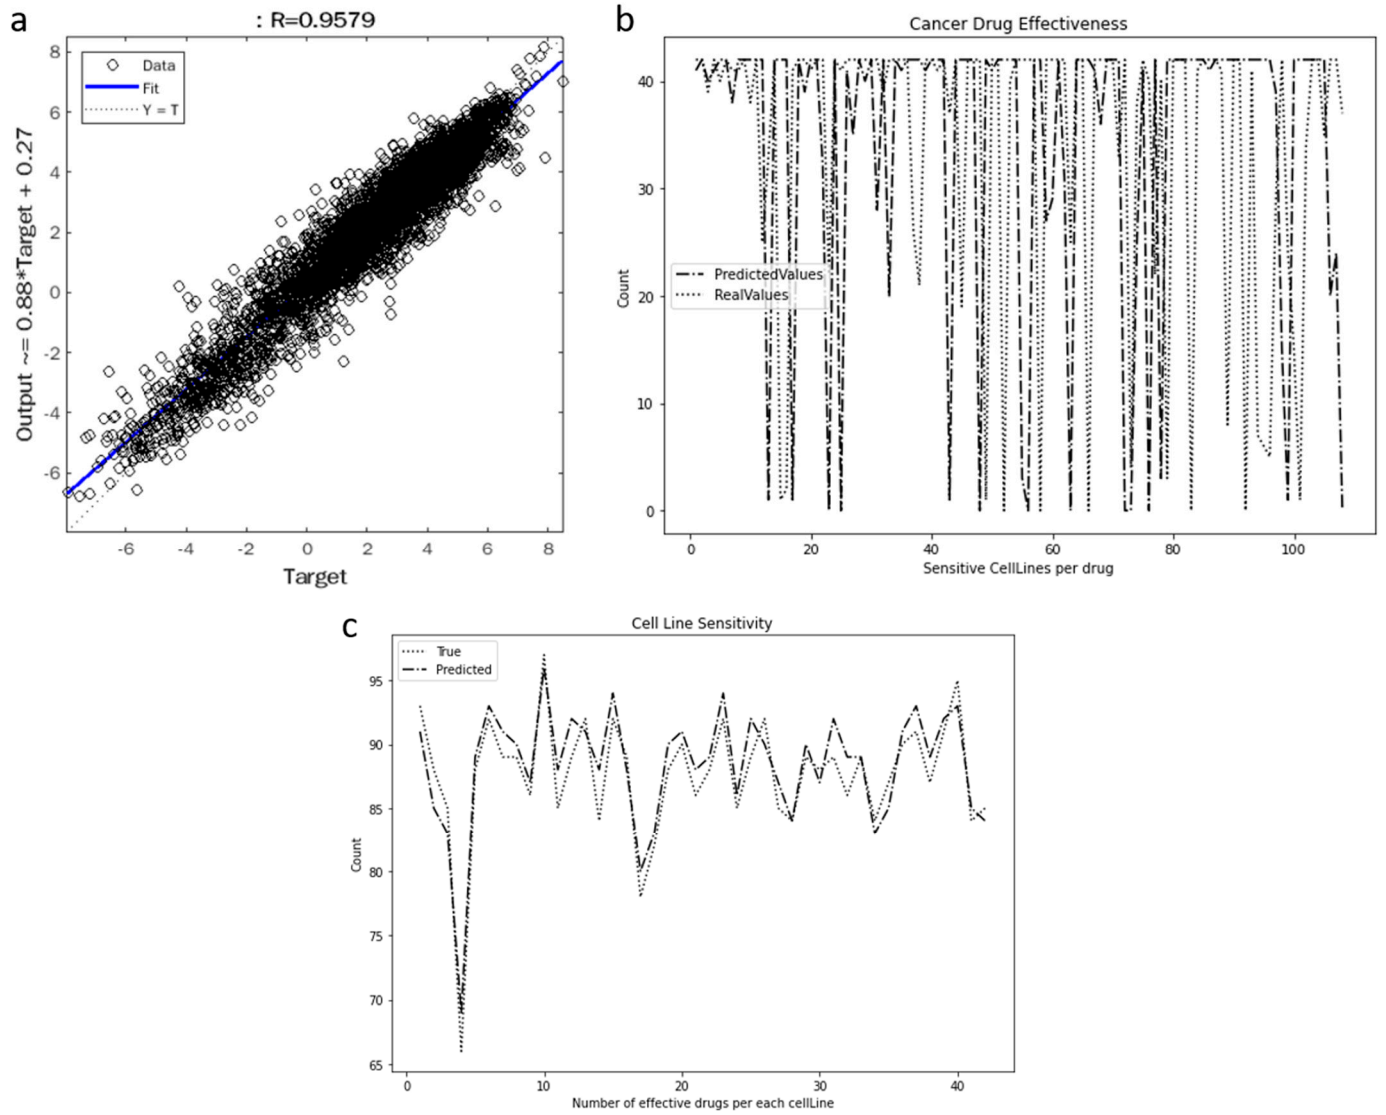 a
: R=0.9579
Data
Fit
Y = T
Output ~= 0.88*Target + 0.27
8
6
4
2
0
-2
-4
-6
-6
-4
-2
0
2
4
6
8
Target
b
Cancer Drug Effectiveness
PredictedValues
RealValues
Count
40
30
20
10
0
0
20
40
60
80
100
Sensitive CellLines per drug
c
Cell Line Sensitivity
True
Predicted
Count
95
90
85
80
75
70
65
0
10
20
30
40
Number of effective drugs per each cellLine